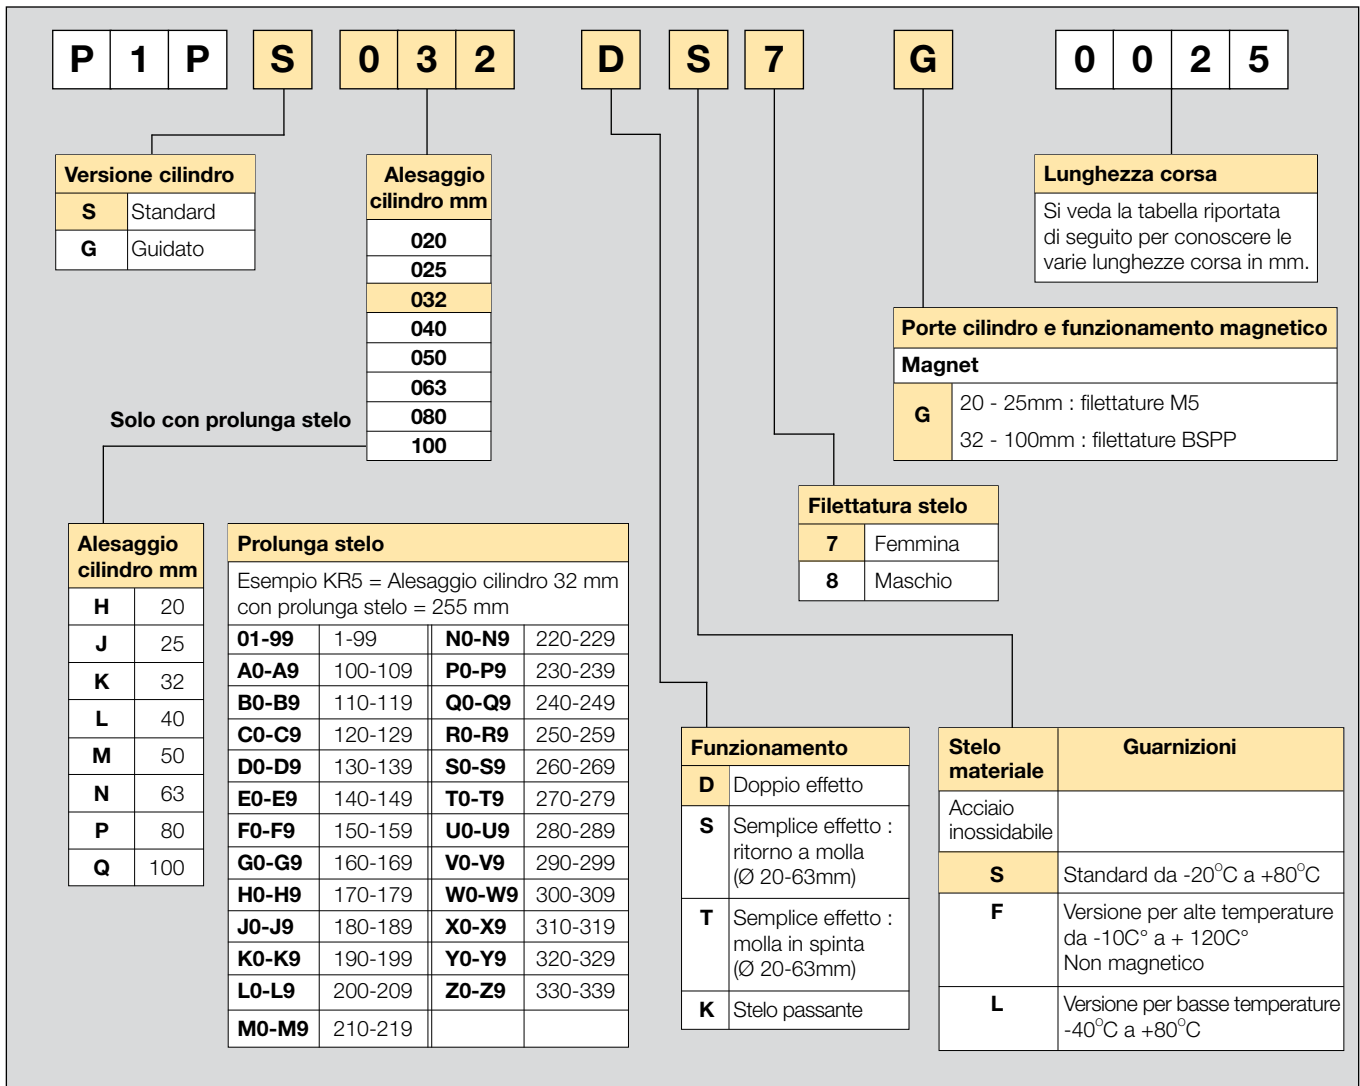 P 1 P S 0 3 2 D S 7 G 0 0 2 5
Versione cilindro
S Standard
G Guidato
Alesaggio
cilindro mm
020
025
032
040
050
063
080
100
Solo con prolunga stelo
Lunghezza corsa
Si veda la tabella riportata
di seguito per conoscere le
varie lunghezze corsa in mm.
Porte cilindro e funzionamento magnetico
Magnet
G
20 - 25mm : filettature M5
32 - 100mm : filettature BSPP
Filettatura stelo
7 Femmina
8 Maschio
Alesaggio
cilindro mm
H 20
J 25
K 32
L 40
M 50
N 63
P 80
Q 100
Prolunga stelo
Esempio KR5 = Alesaggio cilindro 32 mm
con prolunga stelo = 255 mm
01-99 1-99 N0-N9 220-229
A0-A9 100-109 P0-P9 230-239
B0-B9 110-119 Q0-Q9 240-249
C0-C9 120-129 R0-R9 250-259
D0-D9 130-139 S0-S9 260-269
E0-E9 140-149 T0-T9 270-279
F0-F9 150-159 U0-U9 280-289
G0-G9 160-169 V0-V9 290-299
H0-H9 170-179 W0-W9 300-309
J0-J9 180-189 X0-X9 310-319
K0-K9 190-199 Y0-Y9 320-329
L0-L9 200-209 Z0-Z9 330-339
M0-M9 210-219
Funzionamento
D Doppio effetto
S Semplice effetto :
ritorno a molla
(Ø 20-63mm)
T Semplice effetto :
molla in spinta
(Ø 20-63mm)
K Stelo passante
Stelo
materiale
Guarnizioni
Acciaio
inossidabile
S Standard da -20°C a +80°C
F Versione per alte temperature
da -10C° a + 120C°
Non magnetico
L Versione per basse temperature
-40°C a +80°C